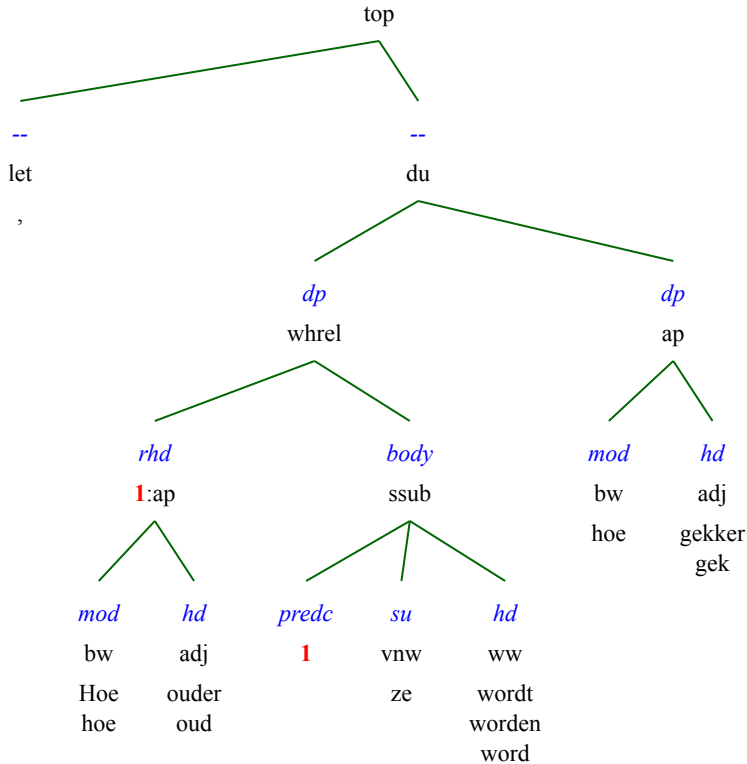 top
-- --
let du
,
dp dp
whrel ap
rhd body mod hd
1:ap ssub bw adj
hoe gekker
gek
mod hd predc su hd
bw adj 1 vnw ww
Hoe ouder ze wordt
hoe oud worden
word